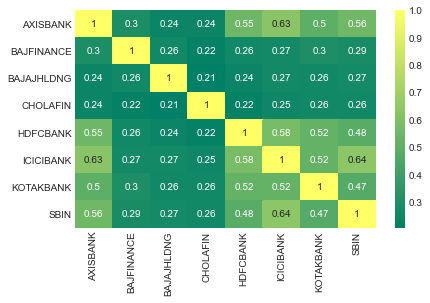 AXISBANK 1 0.3 0.24 0.24 0.55 0.63 0.5 0.56
BAJFINANCE 0.3 1 0.26 0.22 0.26 0.27 0.3 0.29
BAJAJHLDNG 0.24 0.26 1 0.21 0.24 0.27 0.26 0.27
CHOLAFIN 0.24 0.22 0.21 1 0.22 0.25 0.26 0.26
HDFCBANK 0.55 0.26 0.24 0.22 1 0.58 0.52 0.48
ICICIBANK 0.63 0.27 0.27 0.25 0.58 1 0.52 0.64
KOTAKBANK 0.5 0.3 0.26 0.26 0.52 0.52 1 0.47
SBIN 0.56 0.29 0.27 0.26 0.48 0.64 0.47 1
AXISBANK
BAJFINANCE
BAJAJHLDNG
CHOLAFIN
HDFCBANK
ICICIBANK
KOTAKBANK
SBIN
1.0
0.9
0.8
0.7
0.6
0.5
0.4
0.3